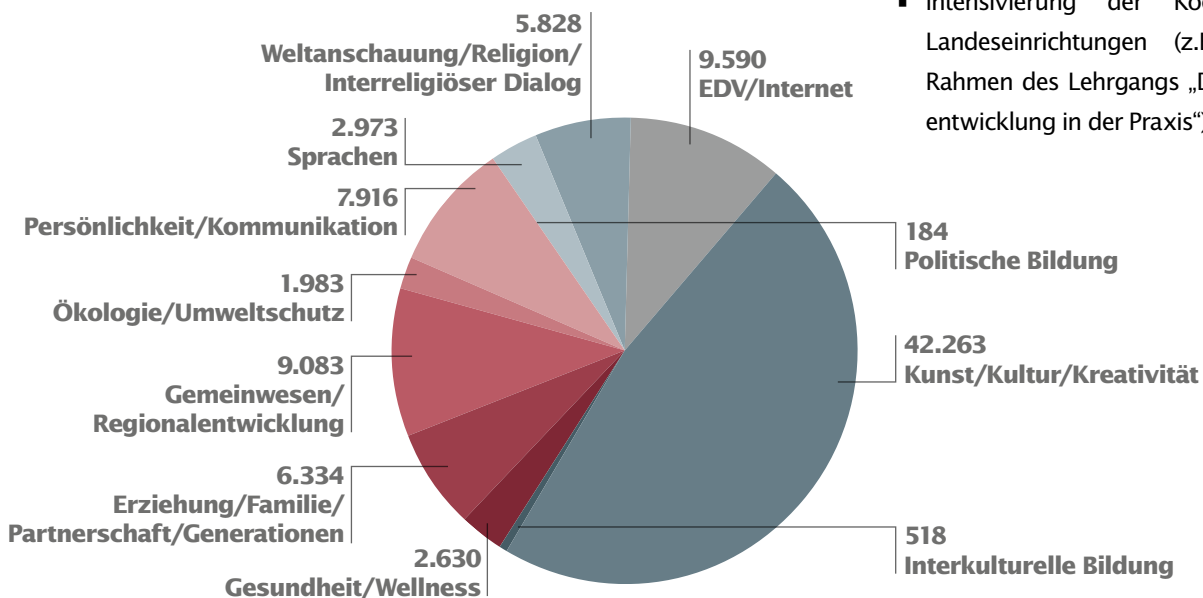 5.828
Weltanschauung/Religion/
Interreligiöser Dialog
9.590
EDV/Internet
2.973
Sprachen
7.916
Persönlichkeit/Kommunikation
1.983
Ökologie/Umweltschutz
9.083
Gemeinwesen/
Regionalentwicklung
6.334
Erziehung/Familie/
Partnerschaft/Generationen
2.630
Gesundheit/Wellness
184
Politische Bildung
42.263
Kunst/Kultur/Kreativität
518
Interkulturelle Bildung
▪ Intensivierung der
Landeseinrichtungen
Rahmen des Lehrgangs
entwicklung in der Praxis“)